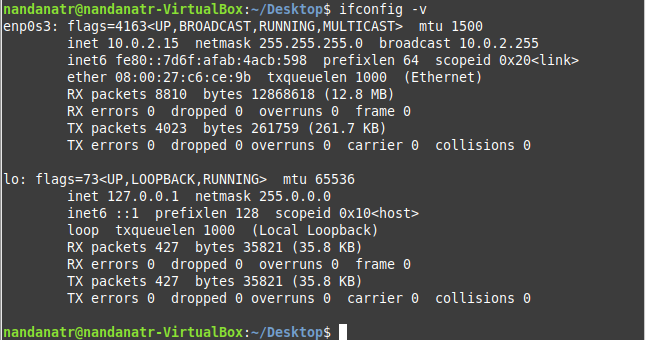 nandanatr@nandanatr-VirtualBox:~/Desktop$ ifconfig -v
enp0s3: flags=4163<UP,BROADCAST,RUNNING,MULTICAST>  mtu 1500
        inet 10.0.2.15  netmask 255.255.255.0  broadcast 10.0.2.255
        inet6 fe80::7d6f:afab:4acb:598  prefixlen 64  scopeid 0x20<link>
        ether 08:00:27:c6:ce:9b  txqueuelen 1000  (Ethernet)
        RX packets 8810  bytes 12868618 (12.8 MB)
        RX errors 0  dropped 0  overruns 0  frame 0
        TX packets 4023  bytes 261759 (261.7 KB)
        TX errors 0  dropped 0 overruns 0  carrier 0  collisions 0

lo: flags=73<UP,LOOPBACK,RUNNING>  mtu 65536
        inet 127.0.0.1  netmask 255.0.0.0
        inet6 ::1  prefixlen 128  scopeid 0x10<host>
        loop  txqueuelen 1000  (Local Loopback)
        RX packets 427  bytes 35821 (35.8 KB)
        RX errors 0  dropped 0  overruns 0  frame 0
        TX packets 427  bytes 35821 (35.8 KB)
        TX errors 0  dropped 0 overruns 0  carrier 0  collisions 0

nandanatr@nandanatr-VirtualBox:~/Desktop$